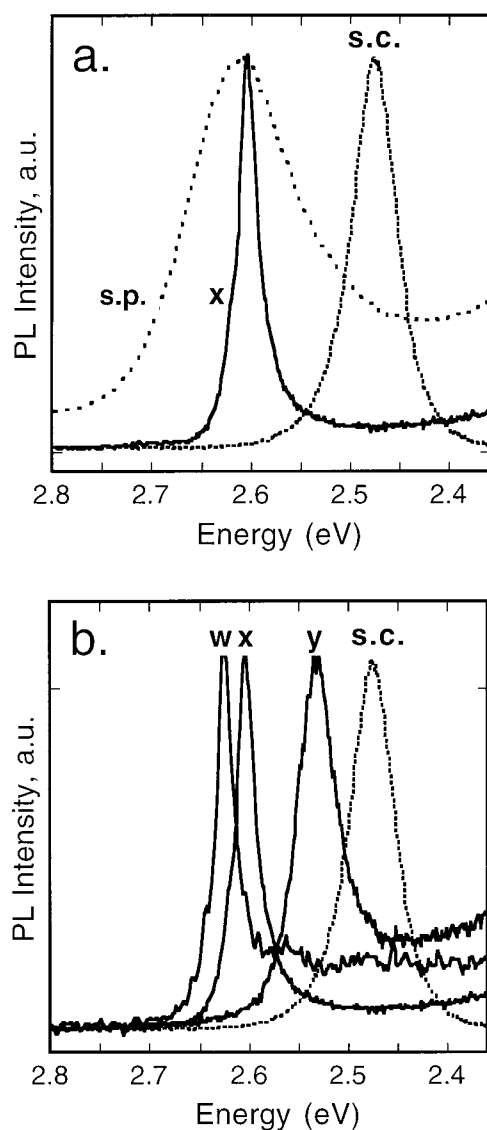 a.
s.c.
s.p.
x
PL Intensity, a.u.
2.8 2.7 2.6 2.5 2.4
Energy (eV)
b.
w x y s.c.
PL Intensity, a.u.
2.8 2.7 2.6 2.5 2.4
Energy (eV)